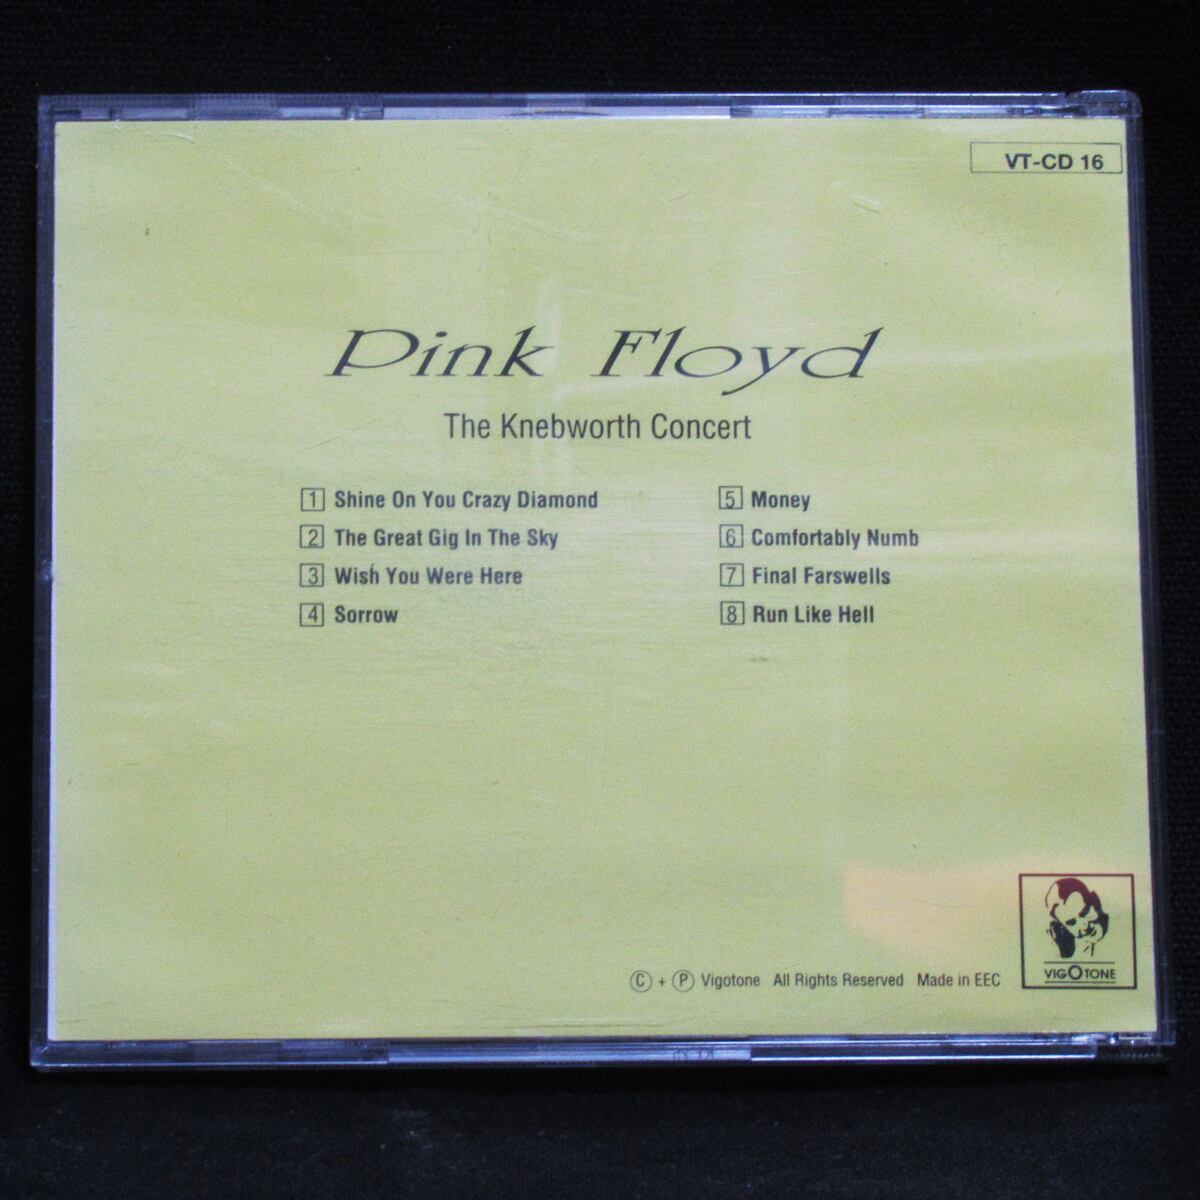 VT-CD 16
Pink Floyd
The Knebworth Concert
1 Shine On You Crazy Diamond
2 The Great Gig In The Sky
3 Wish You Were Here
4 Sorrow
5 Money
6 Comfortably Numb
7 Final Farswells
8 Run Like Hell
VIGOTONE
Ⓒ + Ⓟ Vigotone All Rights Reserved Made in EEC